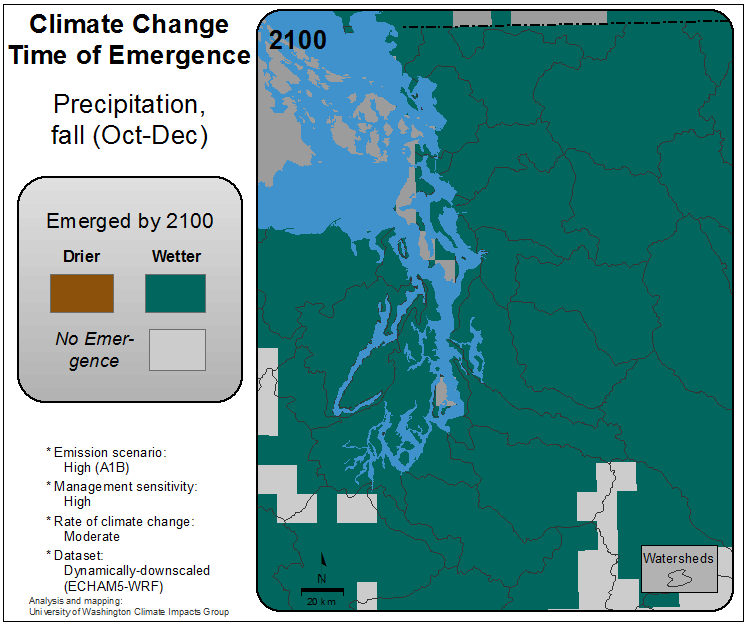 Climate Change
Time of Emergence
Precipitation,
fall (Oct-Dec)
Emerged by 2100
Drier Wetter
No Emer-
gence
* Emission scenario:
High (A1B)
* Management sensitivity:
High
* Rate of climate change:
Moderate
* Dataset:
Dynamically-downscaled
(ECHAM5-WRF)
Analysis and mapping:
University of Washington Climate Impacts Group
2100
N
20 km
Watersheds